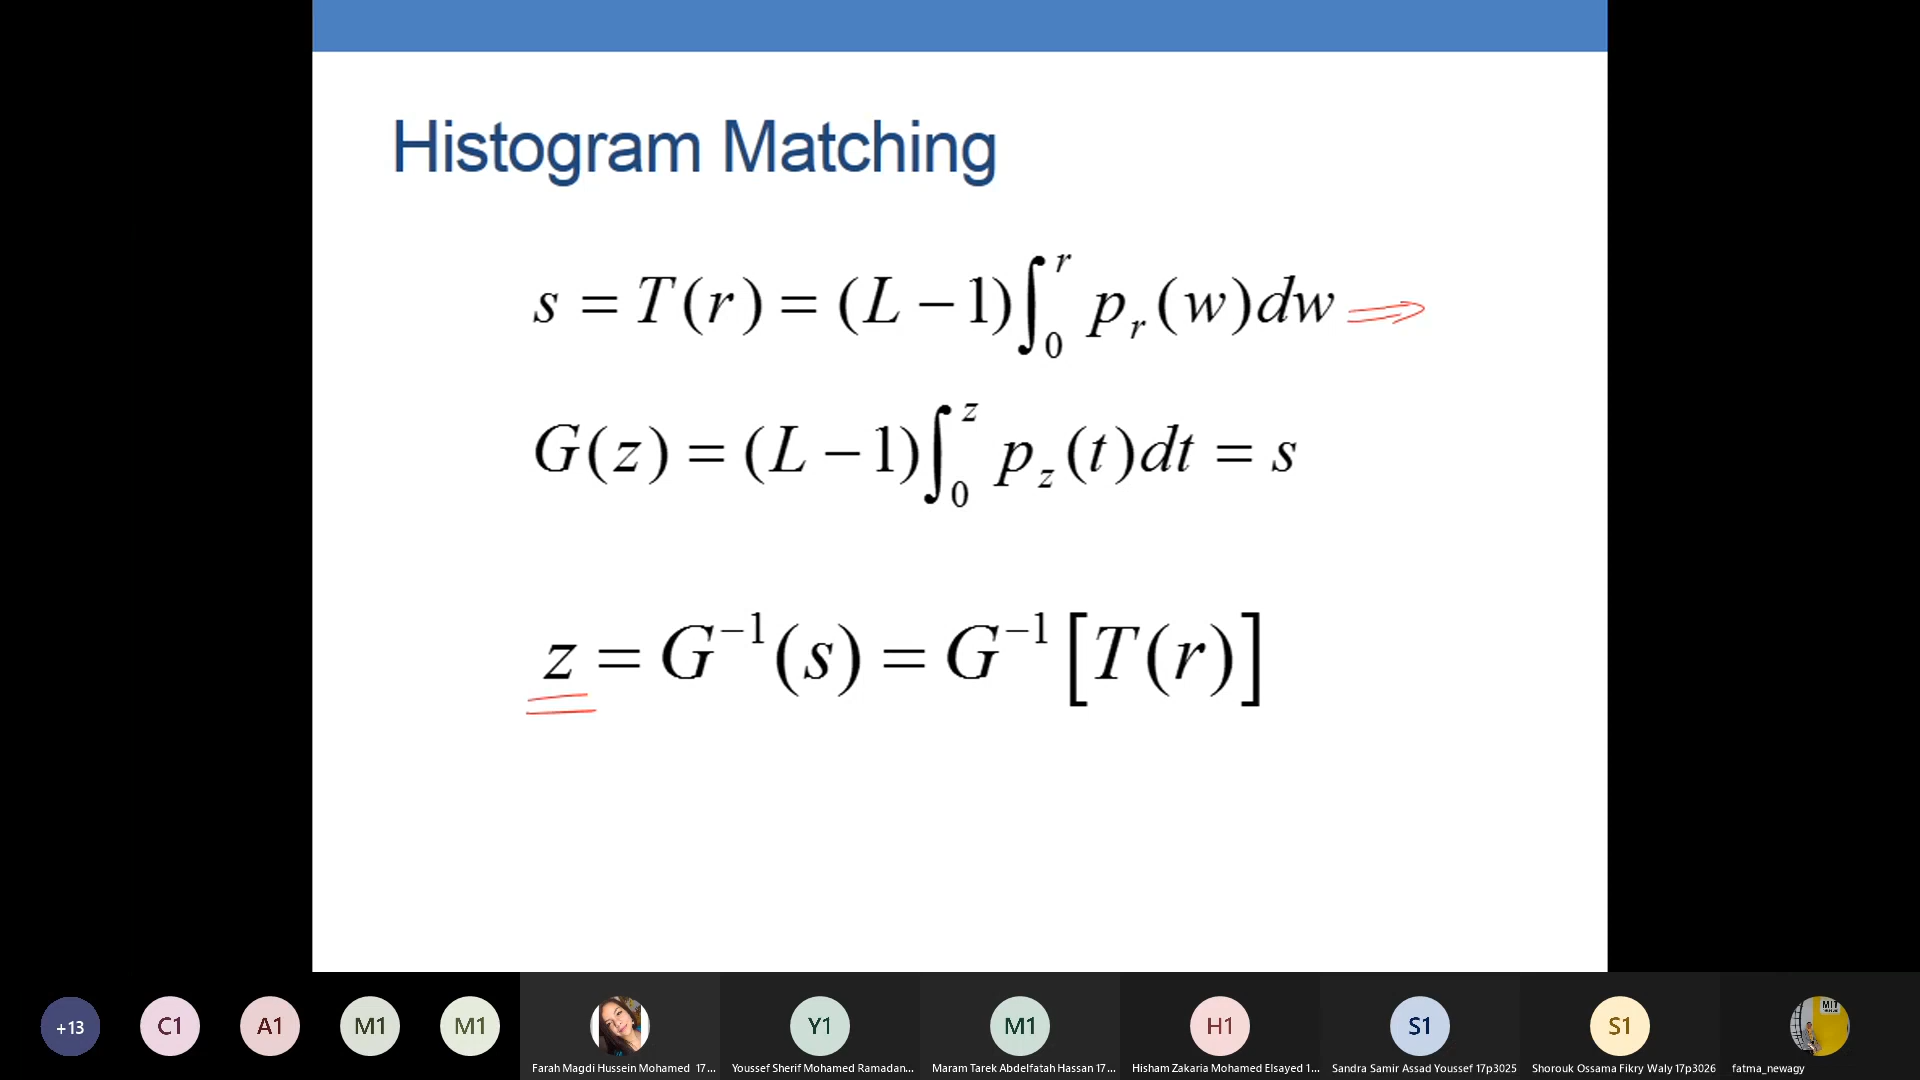 Histogram Matching
s = T(r) = (L − 1)∫₀ʳ pᵣ(w)dw
G(z) = (L − 1)∫₀ᶻ p_z(t)dt = s
z = G⁻¹(s) = G⁻¹[T(r)]
+13
C1
A1
M1
M1
Y1
M1
H1
S1
S1
MIT
Farah Magdi Hussein Mohamed 17...
Youssef Sherif Mohamed Ramadan...
Maram Tarek Abdelfatah Hassan 17...
Hisham Zakaria Mohamed Elsayed 1...
Sandra Samir Assad Youssef 17p3025
Shorouk Ossama Fikry Waly 17p3026
fatma_newagy